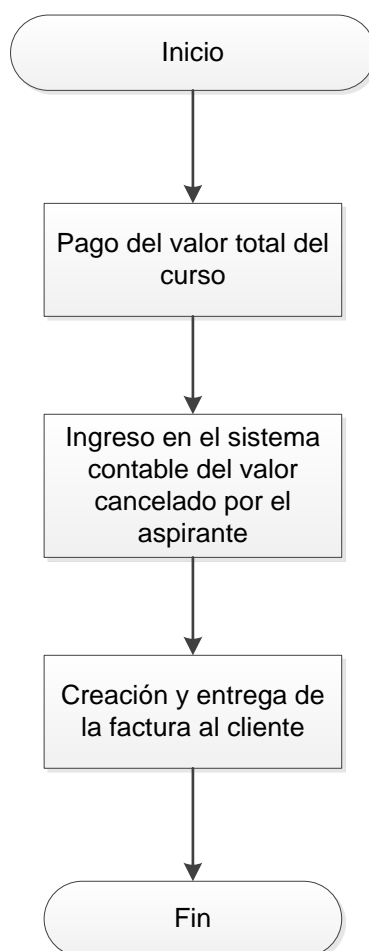 Inicio
Pago del valor total del
curso
Ingreso en el sistema
contable del valor
cancelado por el
aspirante
Creación y entrega de
la factura al cliente
Fin